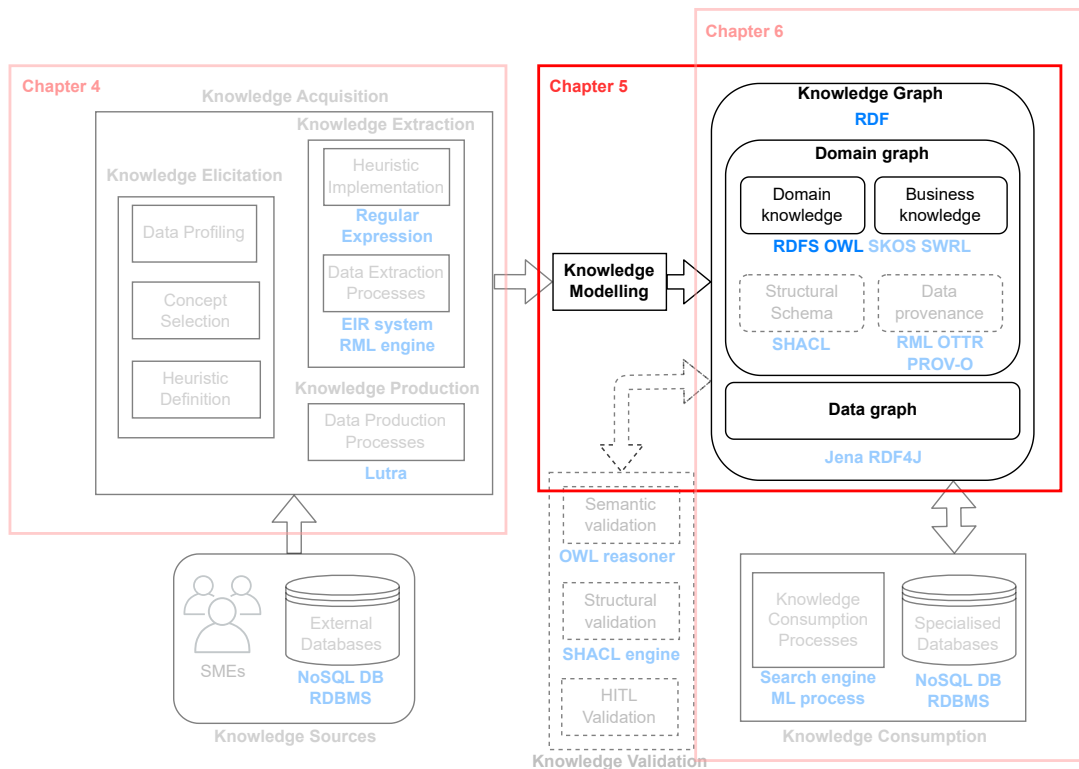 Chapter 6
Chapter 4
Knowledge Acquisition
Knowledge Extraction
Heuristic
Implementation
Regular
Expression
Knowledge Elicitation
Data Profiling
Data Extraction
Processes
EIR system
RML engine
Concept
Selection
Heuristic
Definition
Knowledge Production
Data Production
Processes
Lutra
SMEs
External
Databases
NoSQL DB
RDBMS
Knowledge Sources
Chapter 5
Knowledge
Modelling
Knowledge Graph
RDF
Domain graph
Domain
knowledge
Business
knowledge
RDFS OWL SKOS SWRL
Structural
Schema
SHACL
Data
provenance
RML OTTR
PROV-O
Data graph
Jena RDF4J
Semantic
validation
OWL reasoner
Structural
validation
SHACL engine
HITL
Validation
Knowledge Validation
Knowledge
Consumption
Processes
Search engine
ML process
Specialised
Databases
NoSQL DB
RDBMS
Knowledge Consumption